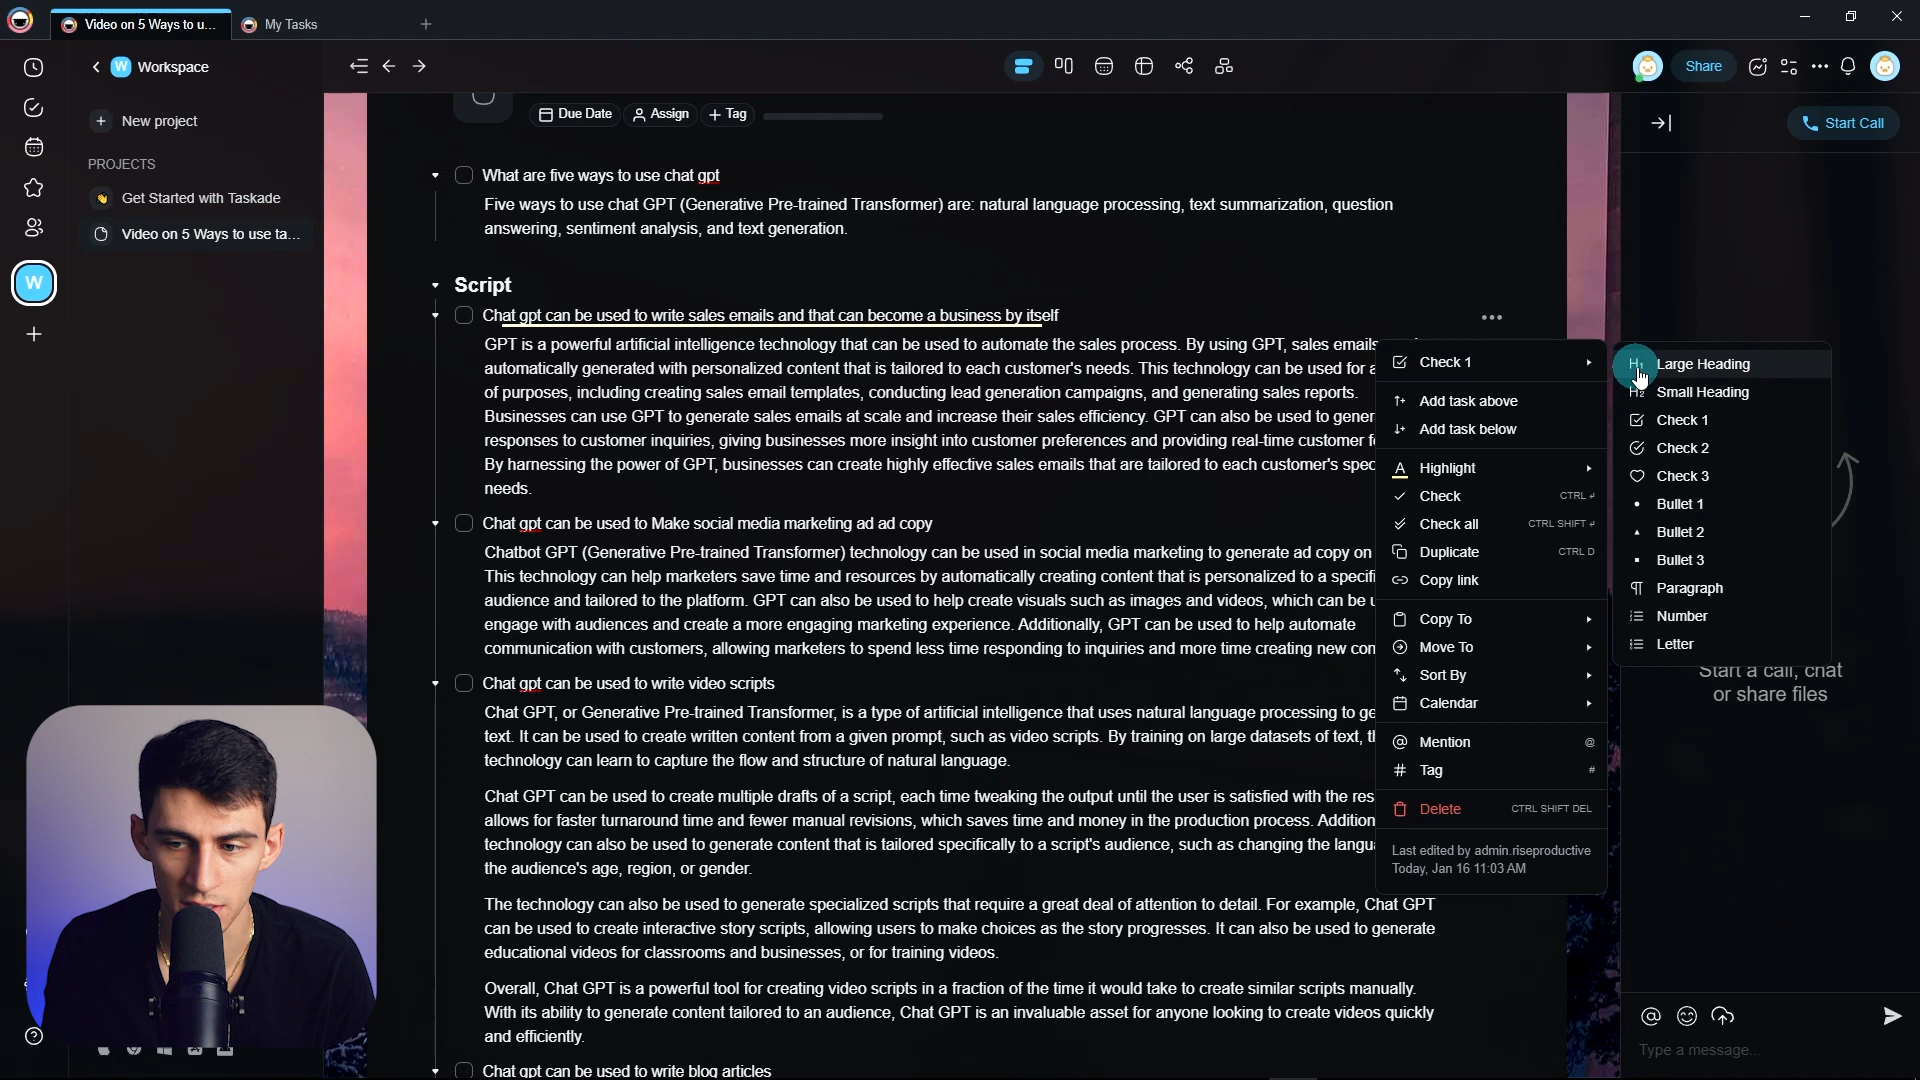 Video on 5 Ways to u...
My Tasks
W Workspace
Share
New project
Due Date
Assign
Tag
Start Call
PROJECTS
Get Started with Taskade
Video on 5 Ways to use ta...
W
What are five ways to use chat gpt
Five ways to use chat GPT (Generative Pre-trained Transformer) are: natural language processing, text summarization, question
answering, sentiment analysis, and text generation.
Script
Chat gpt can be used to write sales emails and that can become a business by itself
GPT is a powerful artificial intelligence technology that can be used to automate the sales process. By using GPT, sales emails
automatically generated with personalized content that is tailored to each customer's needs. This technology can be used for a
of purposes, including creating sales email templates, conducting lead generation campaigns, and generating sales reports.
Businesses can use GPT to generate sales emails at scale and increase their sales efficiency. GPT can also be used to gener
responses to customer inquiries, giving businesses more insight into customer preferences and providing real-time customer f
By harnessing the power of GPT, businesses can create highly effective sales emails that are tailored to each customer's spec
needs.
Chat gpt can be used to Make social media marketing ad ad copy
Chatbot GPT (Generative Pre-trained Transformer) technology can be used in social media marketing to generate ad copy on
This technology can help marketers save time and resources by automatically creating content that is personalized to a specifi
audience and tailored to the platform. GPT can also be used to help create visuals such as images and videos, which can be u
engage with audiences and create a more engaging marketing experience. Additionally, GPT can be used to help automate
communication with customers, allowing marketers to spend less time responding to inquiries and more time creating new con
Chat gpt can be used to write video scripts
Chat GPT, or Generative Pre-trained Transformer, is a type of artificial intelligence that uses natural language processing to ge
text. It can be used to create written content from a given prompt, such as video scripts. By training on large datasets of text, t
technology can learn to capture the flow and structure of natural language.
Chat GPT can be used to create multiple drafts of a script, each time tweaking the output until the user is satisfied with the res
allows for faster turnaround time and fewer manual revisions, which saves time and money in the production process. Addition
technology can also be used to generate content that is tailored specifically to a script's audience, such as changing the langu
the audience's age, region, or gender.
The technology can also be used to generate specialized scripts that require a great deal of attention to detail. For example, Chat GPT
can be used to create interactive story scripts, allowing users to make choices as the story progresses. It can also be used to generate
educational videos for classrooms and businesses, or for training videos.
Overall, Chat GPT is a powerful tool for creating video scripts in a fraction of the time it would take to create similar scripts manually.
With its ability to generate content tailored to an audience, Chat GPT is an invaluable asset for anyone looking to create videos quickly
and efficiently.
Chat gpt can be used to write blog articles
Check 1
Add task above
Add task below
Highlight
Check CTRL
Check all CTRL SHIFT
Duplicate CTRL D
Copy link
Copy To
Move To
Sort By
Calendar
Mention @
Tag #
Delete CTRL SHIFT DEL
Last edited by admin.riseproductive
Today, Jan 16 11:03 AM
H1 Large Heading
H2 Small Heading
Check 1
Check 2
Check 3
Bullet 1
Bullet 2
Bullet 3
Paragraph
Number
Letter
Start a call, chat
or share files
Type a message...